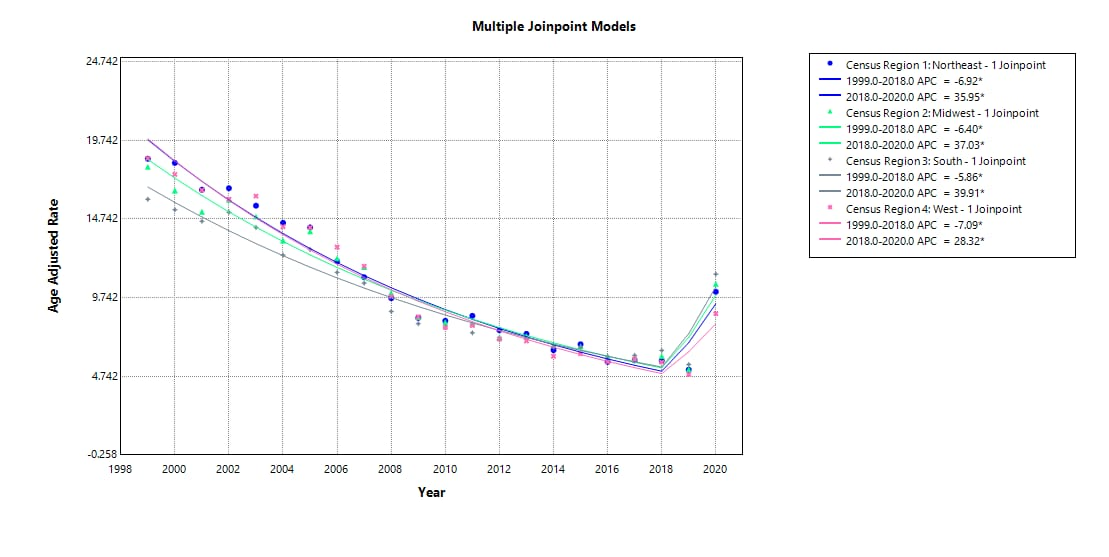 Multiple Joinpoint Models
24.742
19.742
14.742
9.742
4.742
-0.258
1998 2000 2002 2004 2006 2008 2010 2012 2014 2016 2018 2020
Year
Age Adjusted Rate
Census Region 1: Northeast - 1 Joinpoint
1999.0-2018.0 APC = -6.92*
2018.0-2020.0 APC = 35.95*
Census Region 2: Midwest - 1 Joinpoint
1999.0-2018.0 APC = -6.40*
2018.0-2020.0 APC = 37.03*
Census Region 3: South - 1 Joinpoint
1999.0-2018.0 APC = -5.86*
2018.0-2020.0 APC = 39.91*
Census Region 4: West - 1 Joinpoint
1999.0-2018.0 APC = -7.09*
2018.0-2020.0 APC = 28.32*